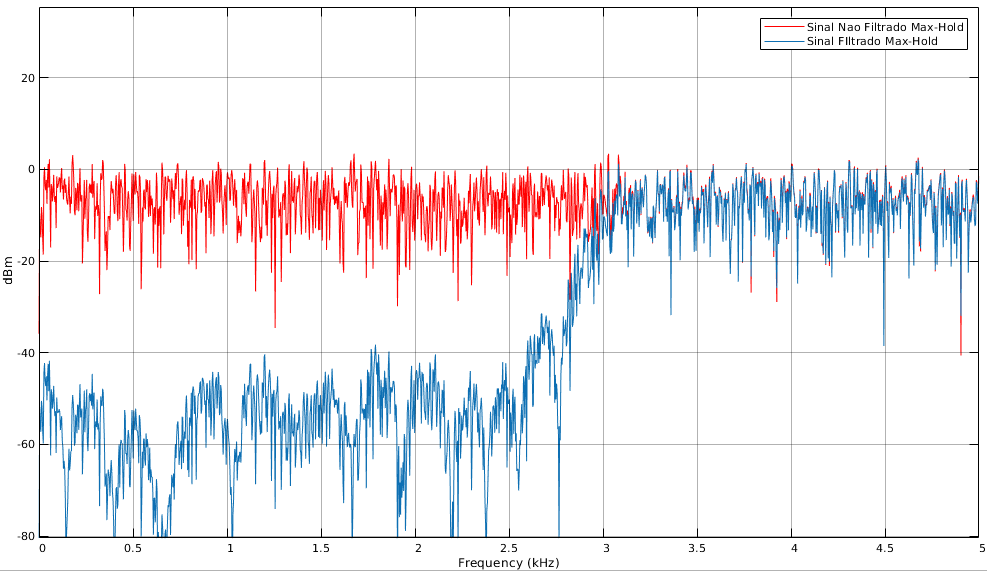 Sinal Nao Filtrado Max-Hold
Sinal FIltrado Max-Hold
20
0
-20
-40
-60
-80
dBm
0 0.5 1 1.5 2 2.5 3 3.5 4 4.5 5
Frequency (kHz)